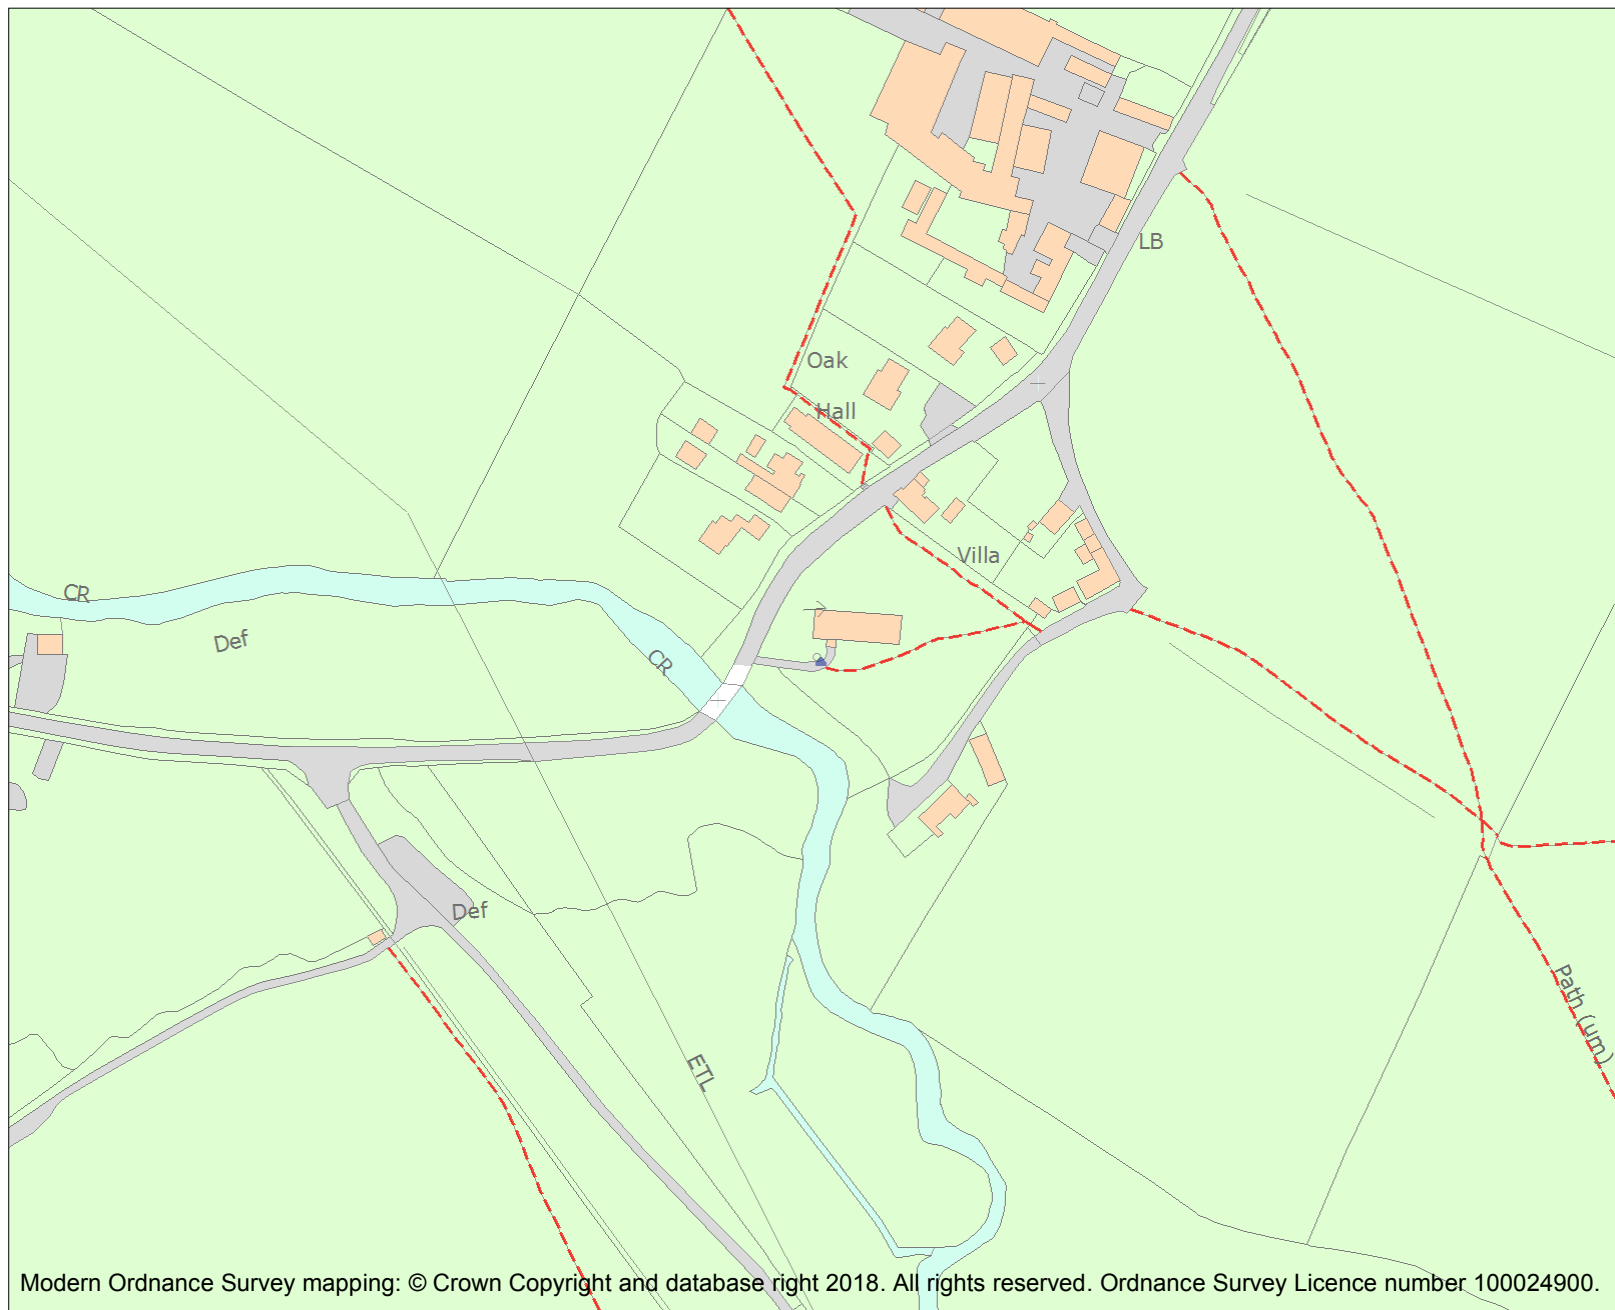 LB
Oak
Hall
Villa
CR
Def
CR
Def
Path (um)
ETL
Modern Ordnance Survey mapping: © Crown Copyright and database right 2018. All rights reserved. Ordnance Survey Licence number 100024900.